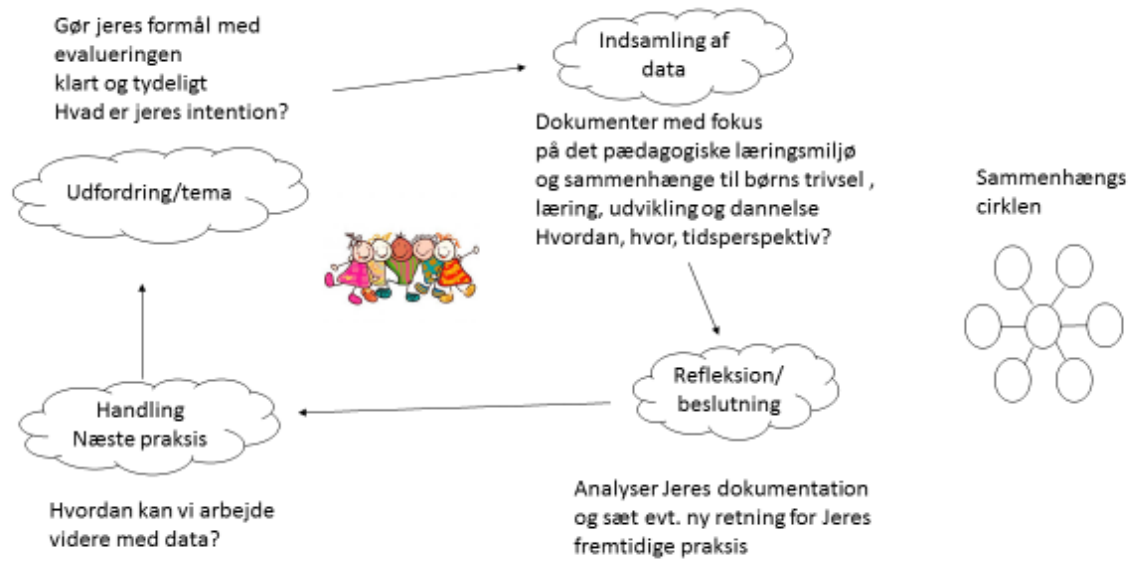 Gør jeres formål med
evalueringen
klart og tydeligt
Hvad er jeres intention?
Udfordring/tema
Indsamling af
data
Dokumenter med fokus
på det pædagogiske læringsmiljø
og sammenhænge til børns trivsel ,
læring, udvikling og dannelse
Hvordan, hvor, tidsperspektiv?
Sammenhængs
cirklen
Refleksion/
beslutning
Analyser Jeres dokumentation
og sæt evt. ny retning for Jeres
fremtidige praksis
Handling
Næste praksis
Hvordan kan vi arbejde
videre med data?